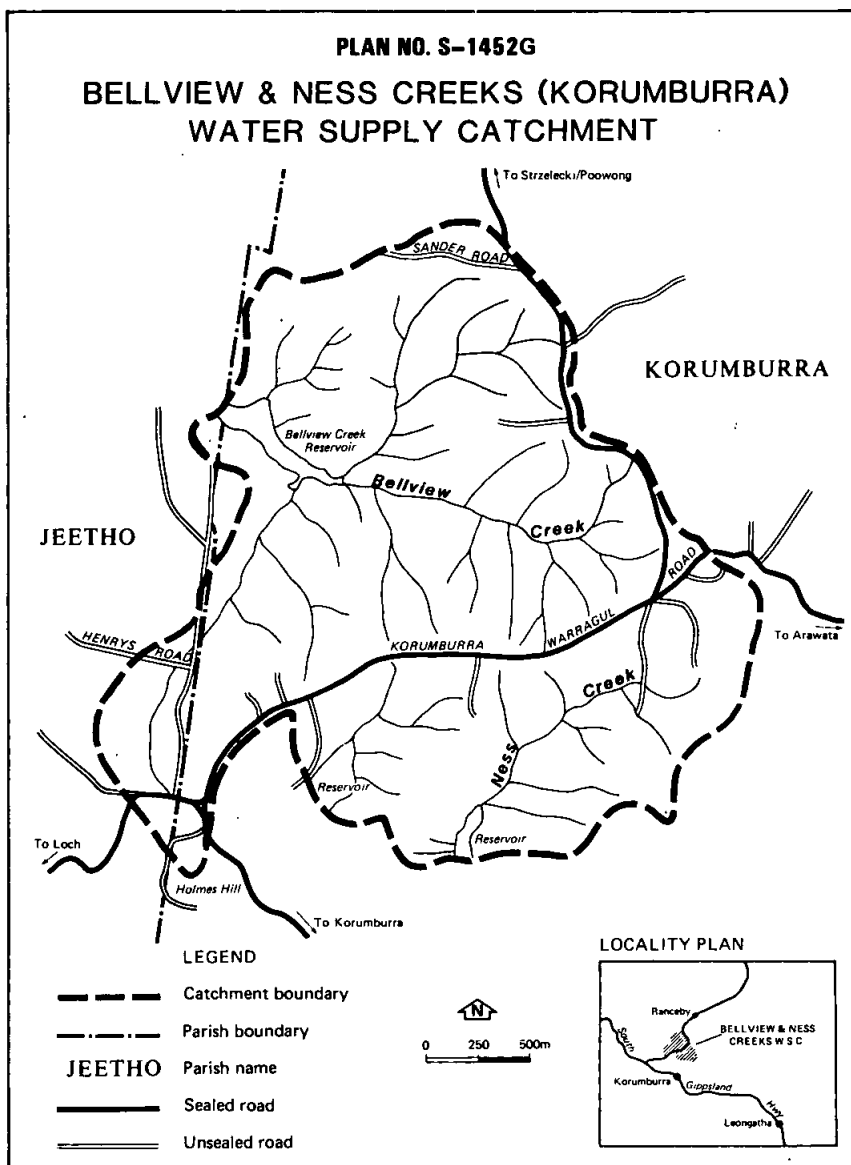 PLAN NO. S-1452G
BELLVIEW & NESS CREEKS (KORUMBURRA)
WATER SUPPLY CATCHMENT
To Strzelecki/Poowong
SANDER ROAD
KORUMBURRA
Bellview Creek
Reservoir
Bellview
Creek
JEETHO
ROAD
WARRAGUL
KORUMBURRA
To Arawata
HENRYS ROAD
Creek
Ness
Reservoir
Reservoir
To Loch
Holmes Hill
To Korumburra
LEGEND
Catchment boundary
Parish boundary
JEETHO Parish name
Sealed road
Unsealed road
N
0 250 500m
LOCALITY PLAN
Ranceby
BELLVIEW & NESS
CREEKS W S C
South
Korumburra
Gippsland
Hwy
Leongatha